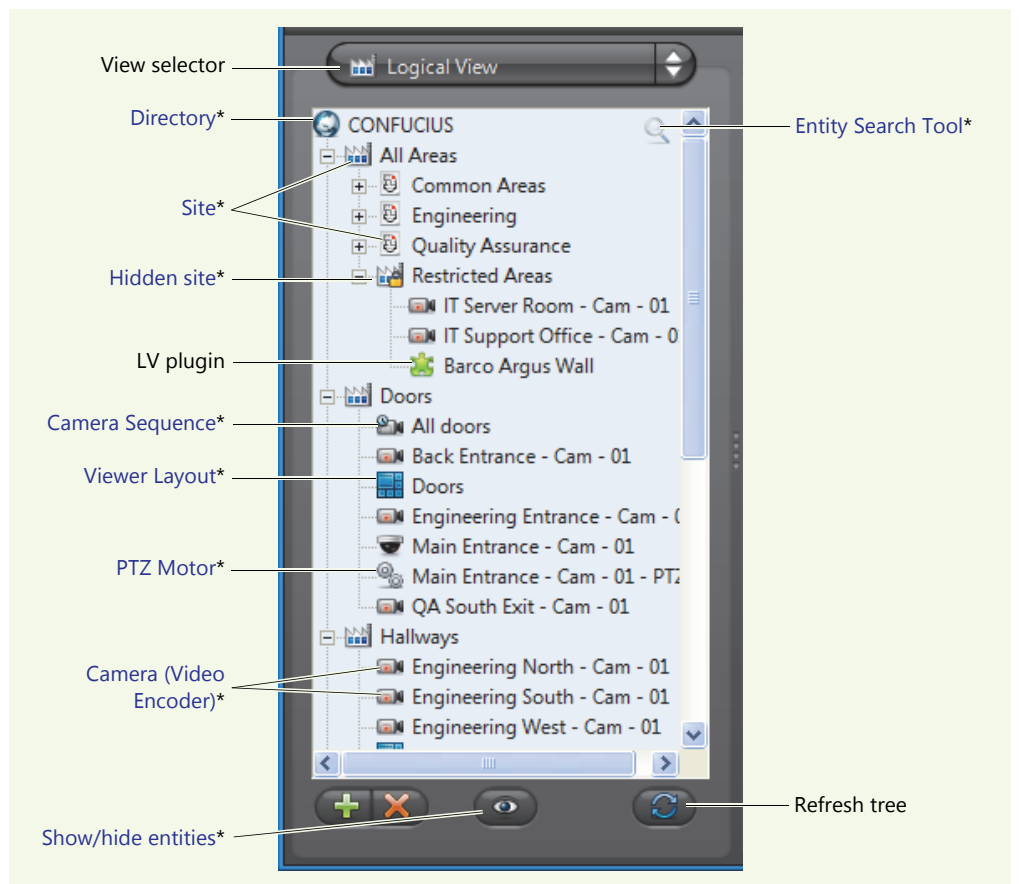 View selector
Logical View
Directory*
CONFUCIUS
Entity Search Tool*
All Areas
Common Areas
Site*
Engineering
Quality Assurance
Hidden site*
Restricted Areas
IT Server Room - Cam - 01
IT Support Office - Cam - 0
LV plugin
Barco Argus Wall
Doors
Camera Sequence*
All doors
Back Entrance - Cam - 01
Viewer Layout*
Doors
Engineering Entrance - Cam - 0
Main Entrance - Cam - 01
PTZ Motor*
Main Entrance - Cam - 01 - PTZ
QA South Exit - Cam - 01
Hallways
Camera (Video
Encoder)*
Engineering North - Cam - 01
Engineering South - Cam - 01
Engineering West - Cam - 01
Refresh tree
Show/hide entities*